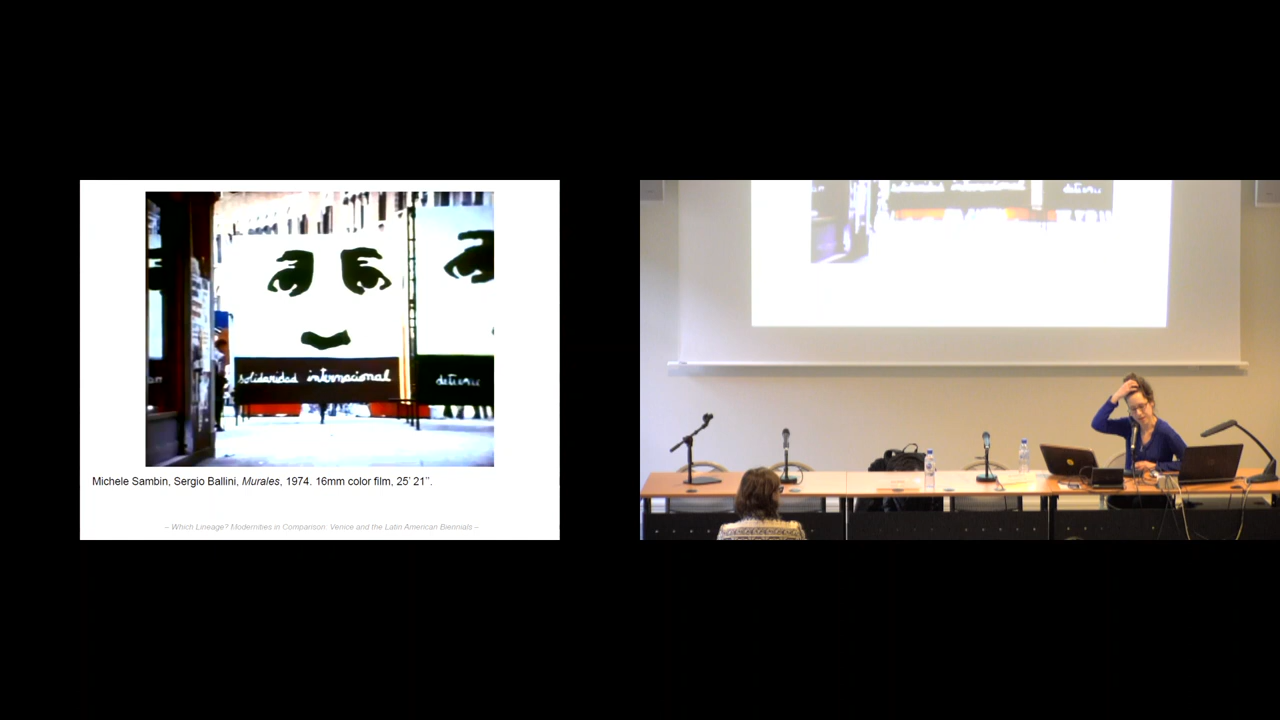 solidaridad internacional
Michele Sambin, Sergio Ballini, Murales, 1974. 16mm color film, 25' 21".
– Which Lineage? Modernities in Comparison: Venice and the Latin American Biennials –